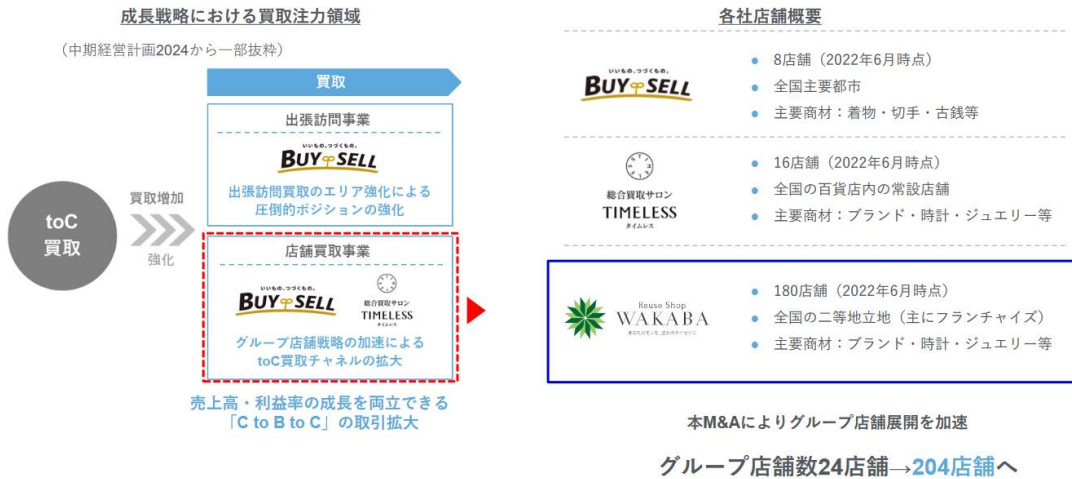 成長戦略における買取注力領域
（中期経営計画2024から一部抜粋）
買取
出張訪問事業
いいもの、つづくもの。
BUY SELL
出張訪問買取のエリア強化による
圧倒的ポジションの強化
toC
買取
買取増加
強化
店舗買取事業
いいもの、つづくもの。
BUY SELL
総合買取サロン
TIMELESS
タイムレス
グループ店舗戦略の加速による
toC買取チャネルの拡大
売上高・利益率の成長を両立できる
「C to B to C」の取引拡大
各社店舗概要
いいもの、つづくもの。
BUY SELL
● 8店舗（2022年6月時点）
● 全国主要都市
● 主要商材：着物・切手・古銭等
総合買取サロン
TIMELESS
タイムレス
● 16店舗（2022年6月時点）
● 全国の百貨店内の常設店舗
● 主要商材：ブランド・時計・ジュエリー等
Reuse Shop
WAKABA
● 180店舗（2022年6月時点）
● 全国の二等地立地（主にフランチャイズ）
● 主要商材：ブランド・時計・ジュエリー等
本M&Aによりグループ店舗展開を加速
グループ店舗数24店舗→204店舗へ